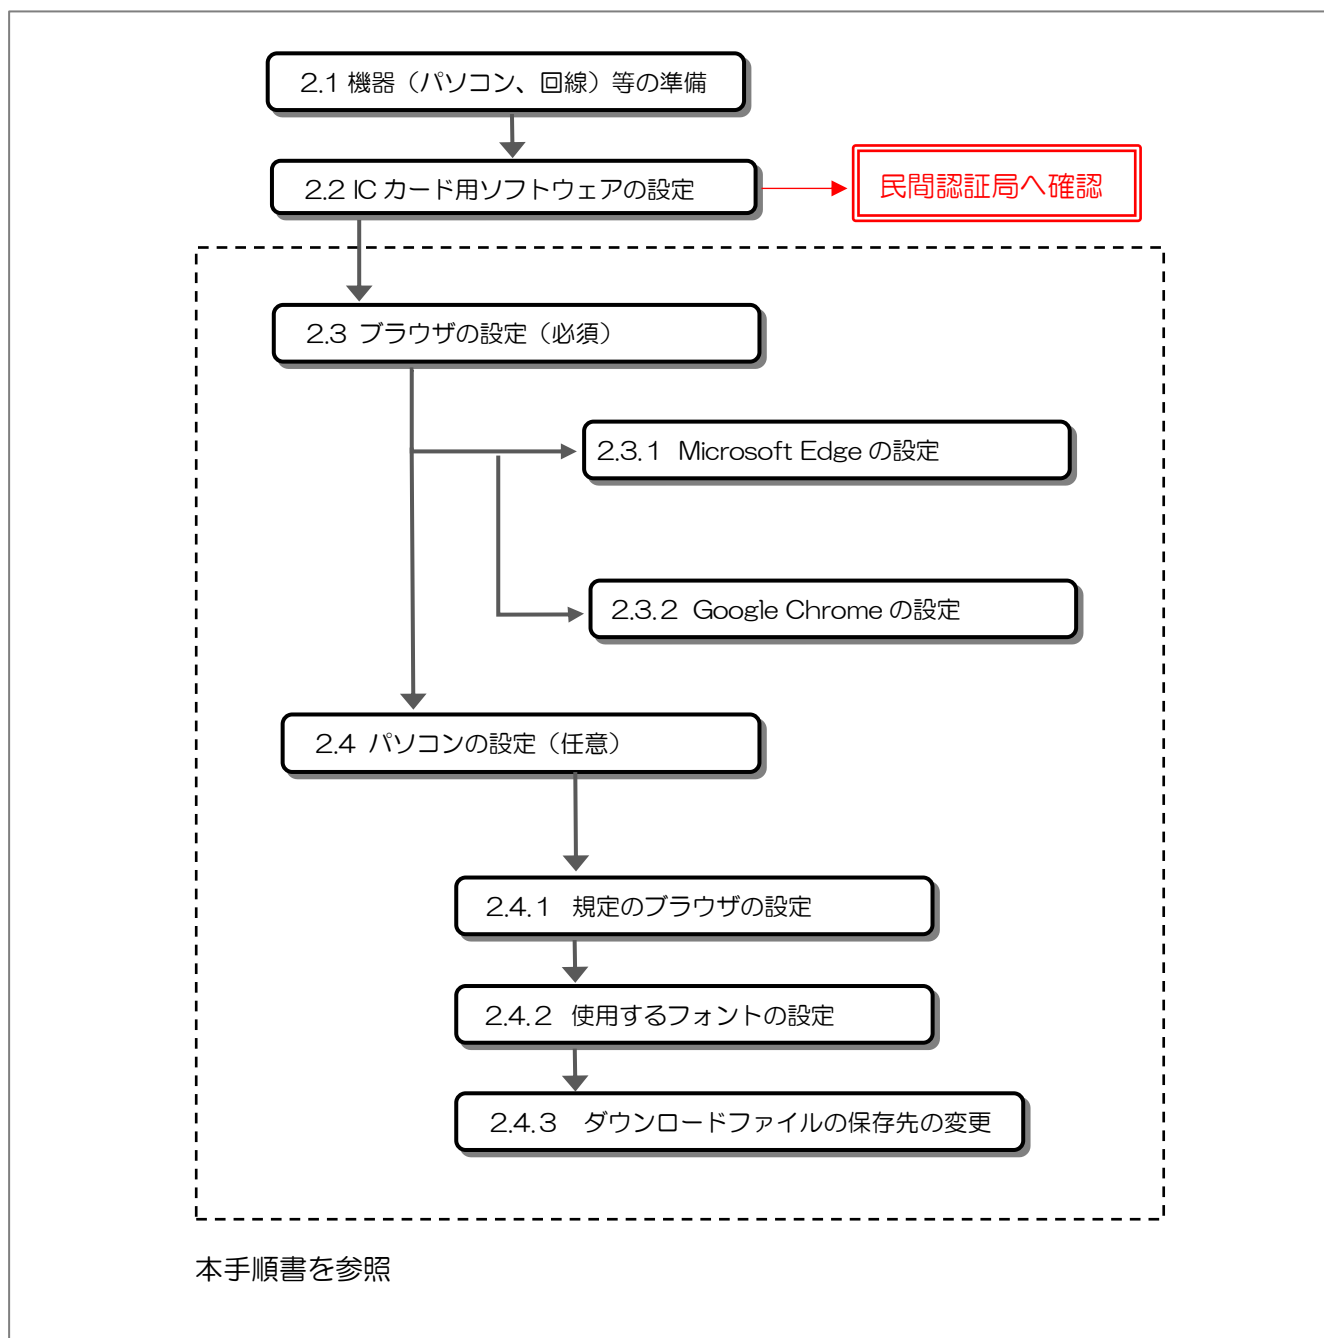 2.1 機器（パソコン、回線）等の準備
2.2 IC カード用ソフトウェアの設定
民間認証局へ確認
2.3 ブラウザの設定（必須）
2.3.1 Microsoft Edge の設定
2.3.2 Google Chrome の設定
2.4 パソコンの設定（任意）
2.4.1 規定のブラウザの設定
2.4.2 使用するフォントの設定
2.4.3 ダウンロードファイルの保存先の変更
本手順書を参照